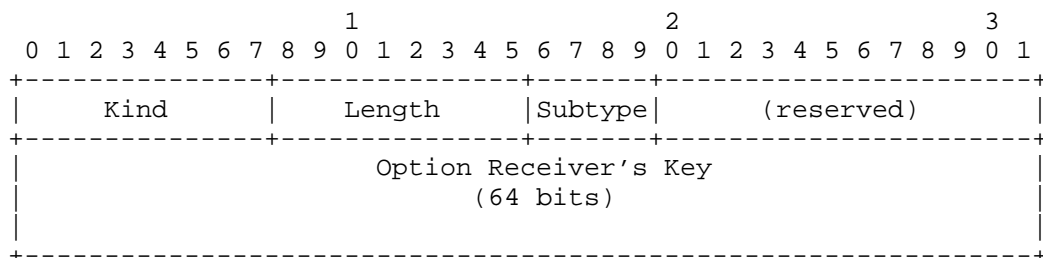 1                   2                   3
 0 1 2 3 4 5 6 7 8 9 0 1 2 3 4 5 6 7 8 9 0 1 2 3 4 5 6 7 8 9 0 1
+---------------+---------------+-------+-----------------------+
|     Kind      |    Length     |Subtype|      (reserved)       |
+---------------+---------------+-------+-----------------------+
|                      Option Receiver's Key                    |
|                            (64 bits)                          |
|                                                               |
+---------------------------------------------------------------+